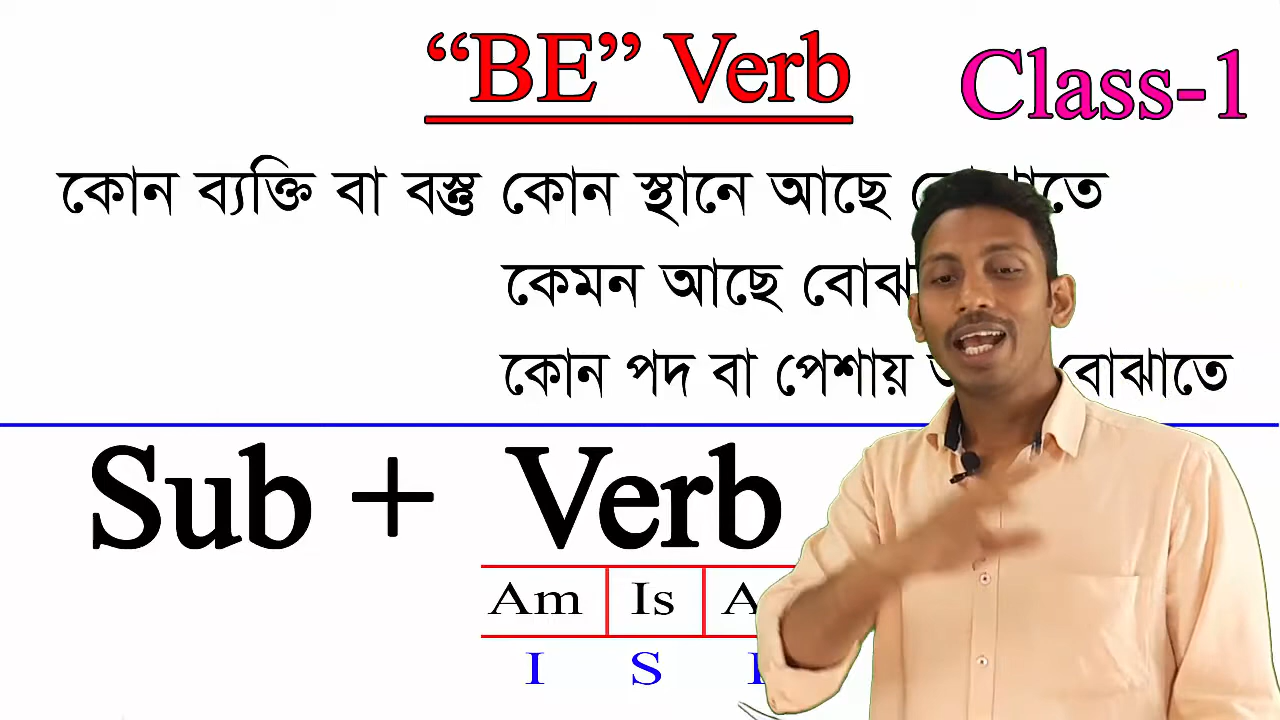 “BE” Verb
Class-1
কোন ব্যক্তি বা বস্তু কোন স্থানে আছে
কেমন আছে
কোন পদ বা পেশায়
Sub + Verb
Am Is
I S